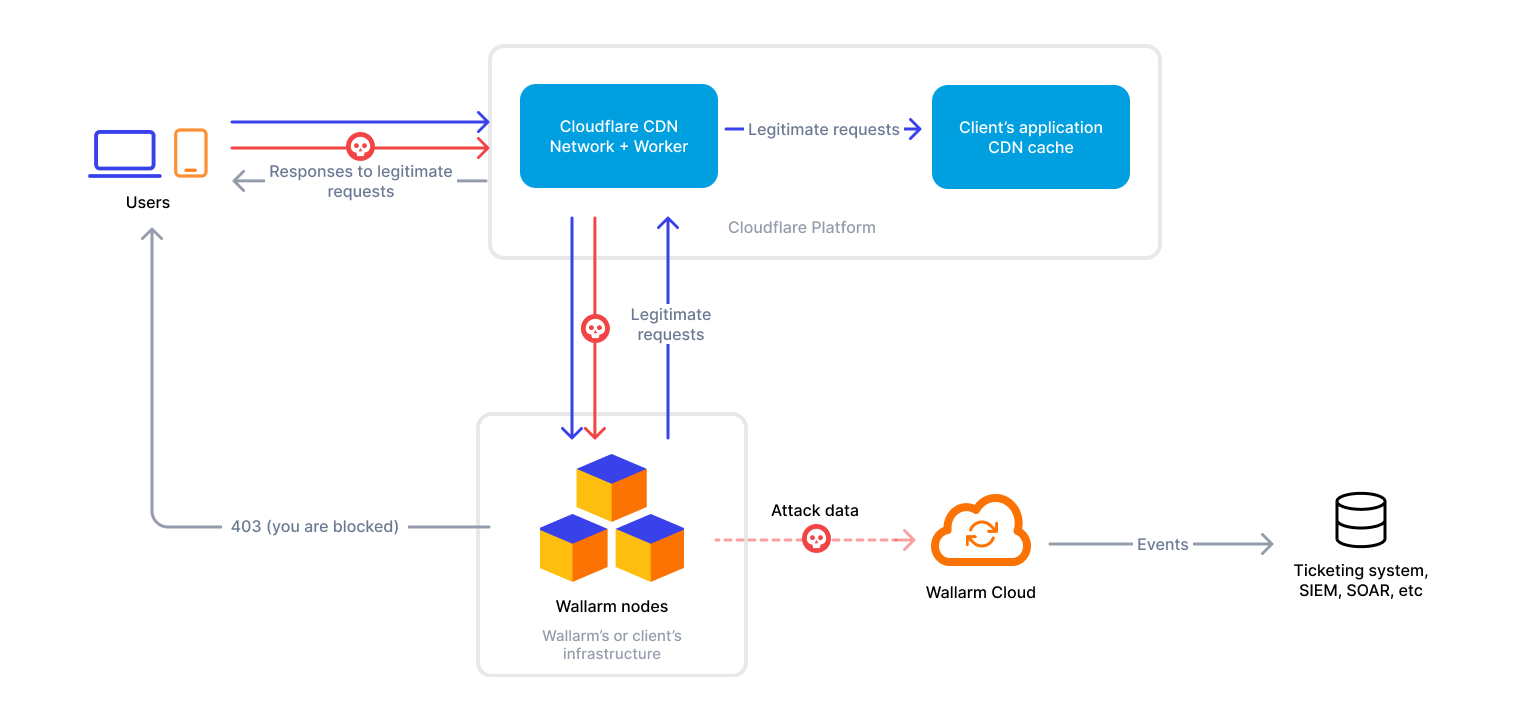 Cloudflare CDN
Network + Worker
Legitimate requests
Client’s application
CDN cache
Responses to legitimate
requests
Users
Cloudflare Platform
Legitimate
requests
403 (you are blocked)
Attack data
Events
Wallarm nodes
Wallarm’s or client’s
infrastructure
Wallarm Cloud
Ticketing system,
SIEM, SOAR, etc